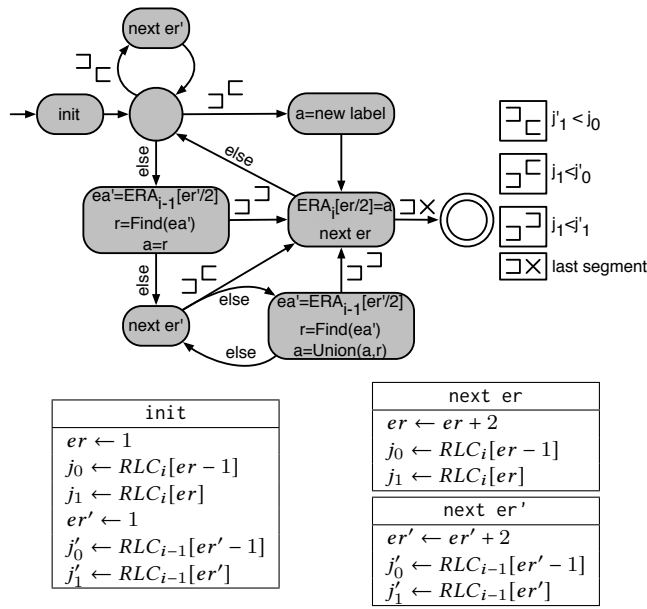 next er'
init
a=new label
else
else
ea'=ERAi-1[er'/2]
r=Find(ea')
a=r
ERAi[er/2]=a
next er
else
next er'
else
else
ea'=ERAi-1[er'/2]
r=Find(ea')
a=Union(a,r)
j'1 < j0
j1<j'0
j1<j'1
last segment
init
er ← 1
j0 ← RLCi[er − 1]
j1 ← RLCi[er]
er′ ← 1
j′0 ← RLCi−1[er′ − 1]
j′1 ← RLCi−1[er′]
next er
er ← er + 2
j0 ← RLCi[er − 1]
j1 ← RLCi[er]
next er'
er′ ← er′ + 2
j′0 ← RLCi−1[er′ − 1]
j′1 ← RLCi−1[er′]